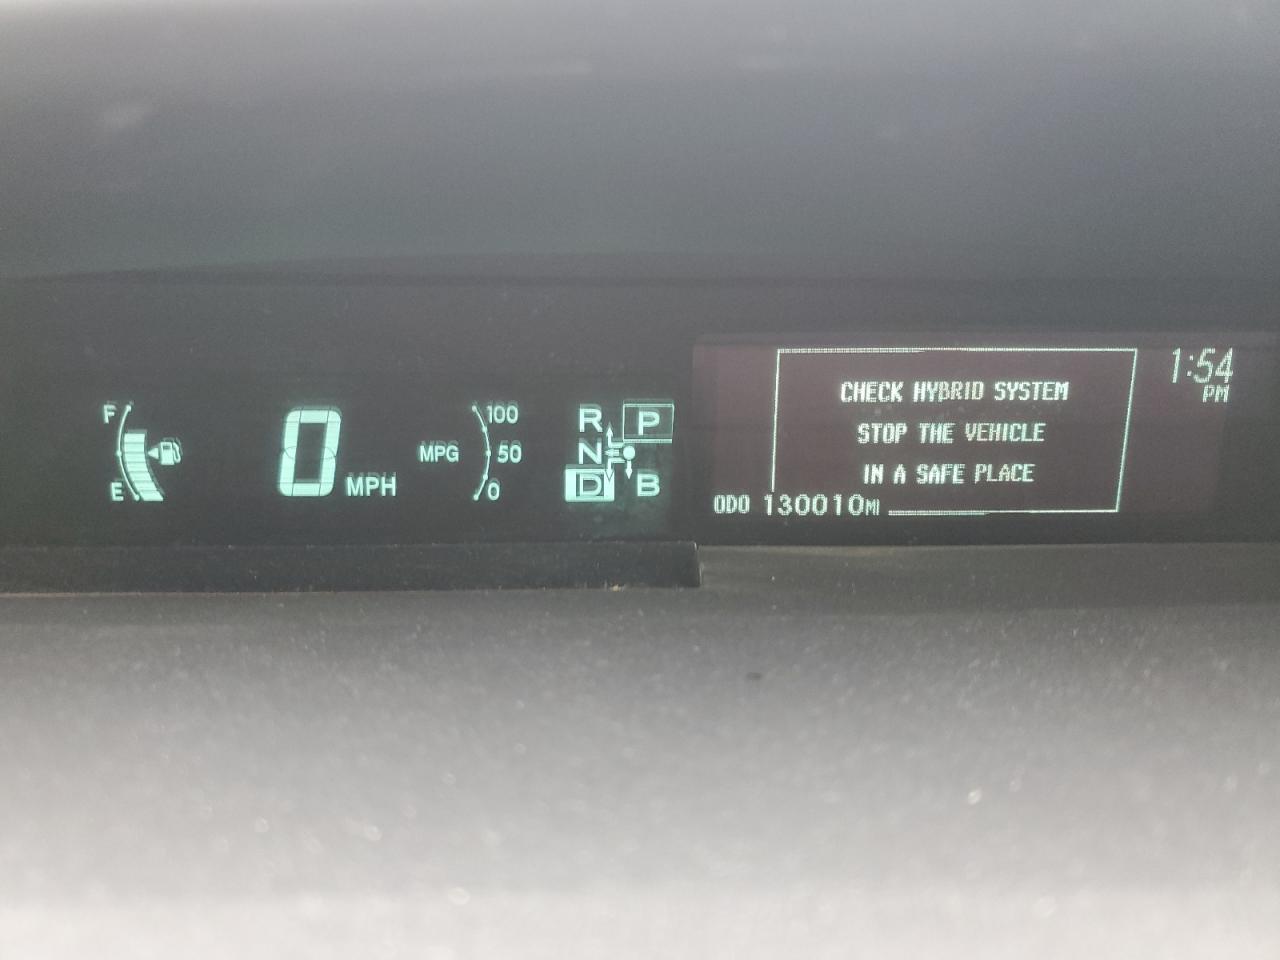 F
E
0 MPH
MPG
100
50
0
R P
N
D B
CHECK HYBRID SYSTEM
STOP THE VEHICLE
IN A SAFE PLACE
ODO 130010MI
1:54
PM